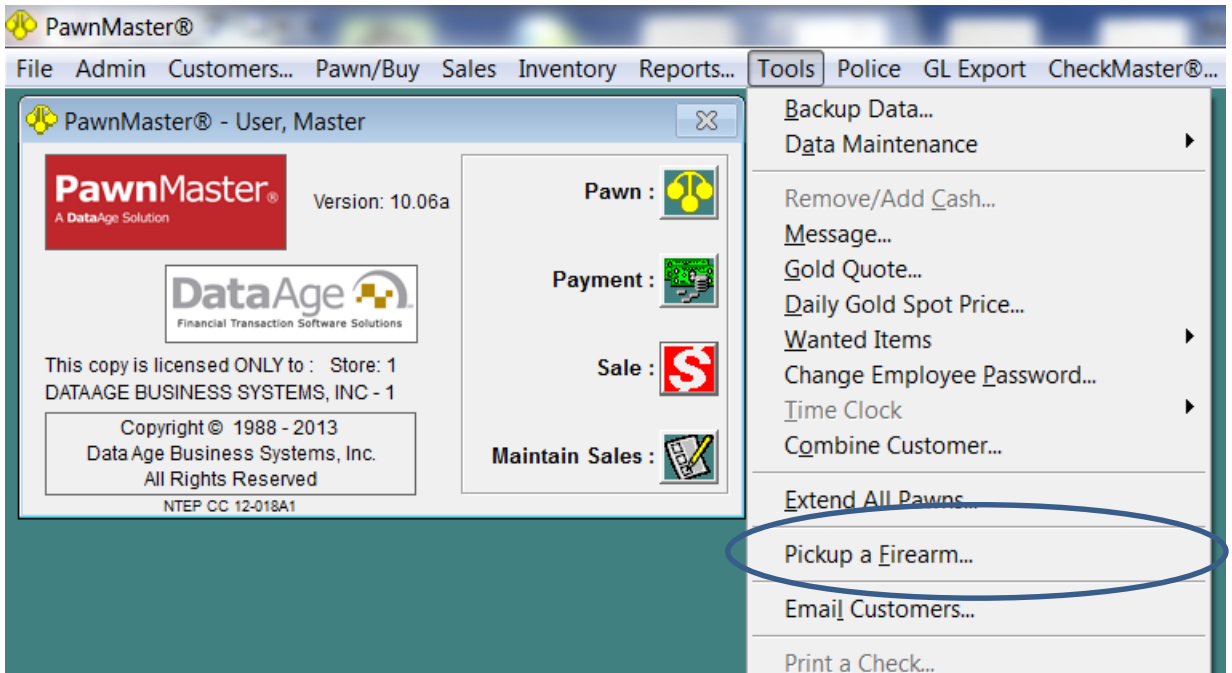 PawnMaster®
File Admin Customers... Pawn/Buy Sales Inventory Reports... Tools Police GL Export CheckMaster®...
PawnMaster® - User, Master
PawnMaster®
A DataAge Solution
Version: 10.06a
DataAge
Financial Transaction Software Solutions
This copy is licensed ONLY to : Store: 1
DATAAGE BUSINESS SYSTEMS, INC - 1
Copyright © 1988 - 2013
Data Age Business Systems, Inc.
All Rights Reserved
NTEP CC 12-018A1
Pawn :
Payment :
Sale :
Maintain Sales :
Backup Data...
Data Maintenance
Remove/Add Cash...
Message...
Gold Quote...
Daily Gold Spot Price...
Wanted Items
Change Employee Password...
Time Clock
Combine Customer...
Extend All Pawns...
Pickup a Firearm...
Email Customers...
Print a Check...